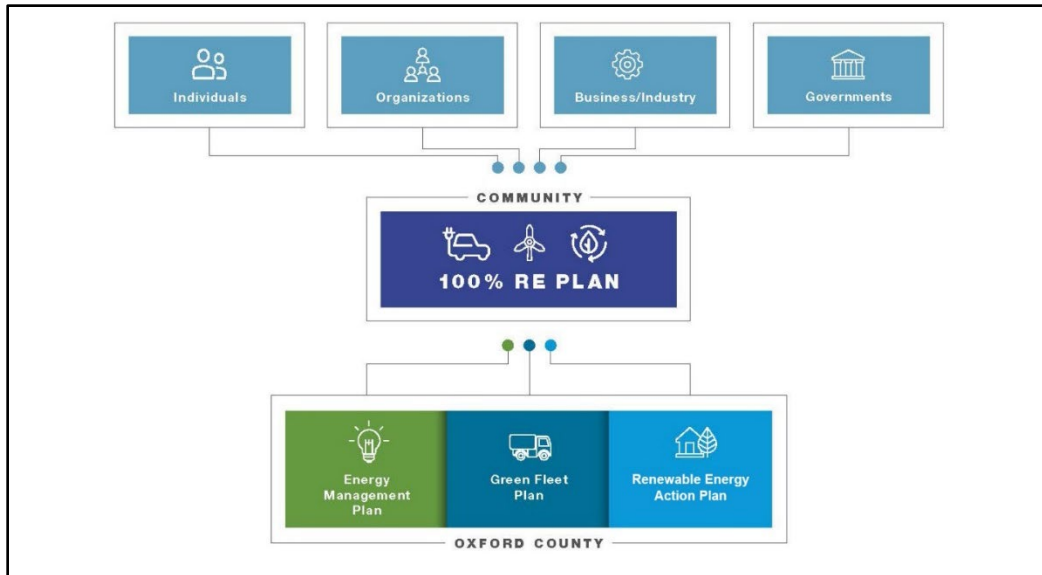 Individuals
Organizations
Business/Industry
Governments
COMMUNITY
100% RE PLAN
Energy
Management
Plan
Green Fleet
Plan
Renewable Energy
Action Plan
OXFORD COUNTY